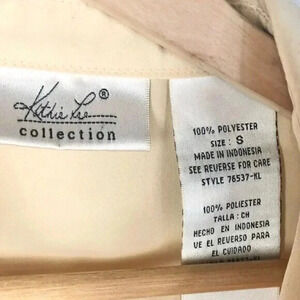 Kathie Lee ®
collection
100% POLYESTER
SIZE: S
MADE IN INDONESIA
SEE REVERSE FOR CARE
STYLE 76537-XL
100% POLIESTER
TALLA: CH
HECHO EN INDONESIA
VE EL REVERSO PARA
EL CUIDADO